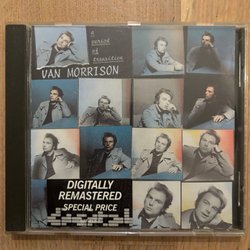 a
period
of
transition
VAN MORRISON
DIGITALLY
REMASTERED
SPECIAL PRICE